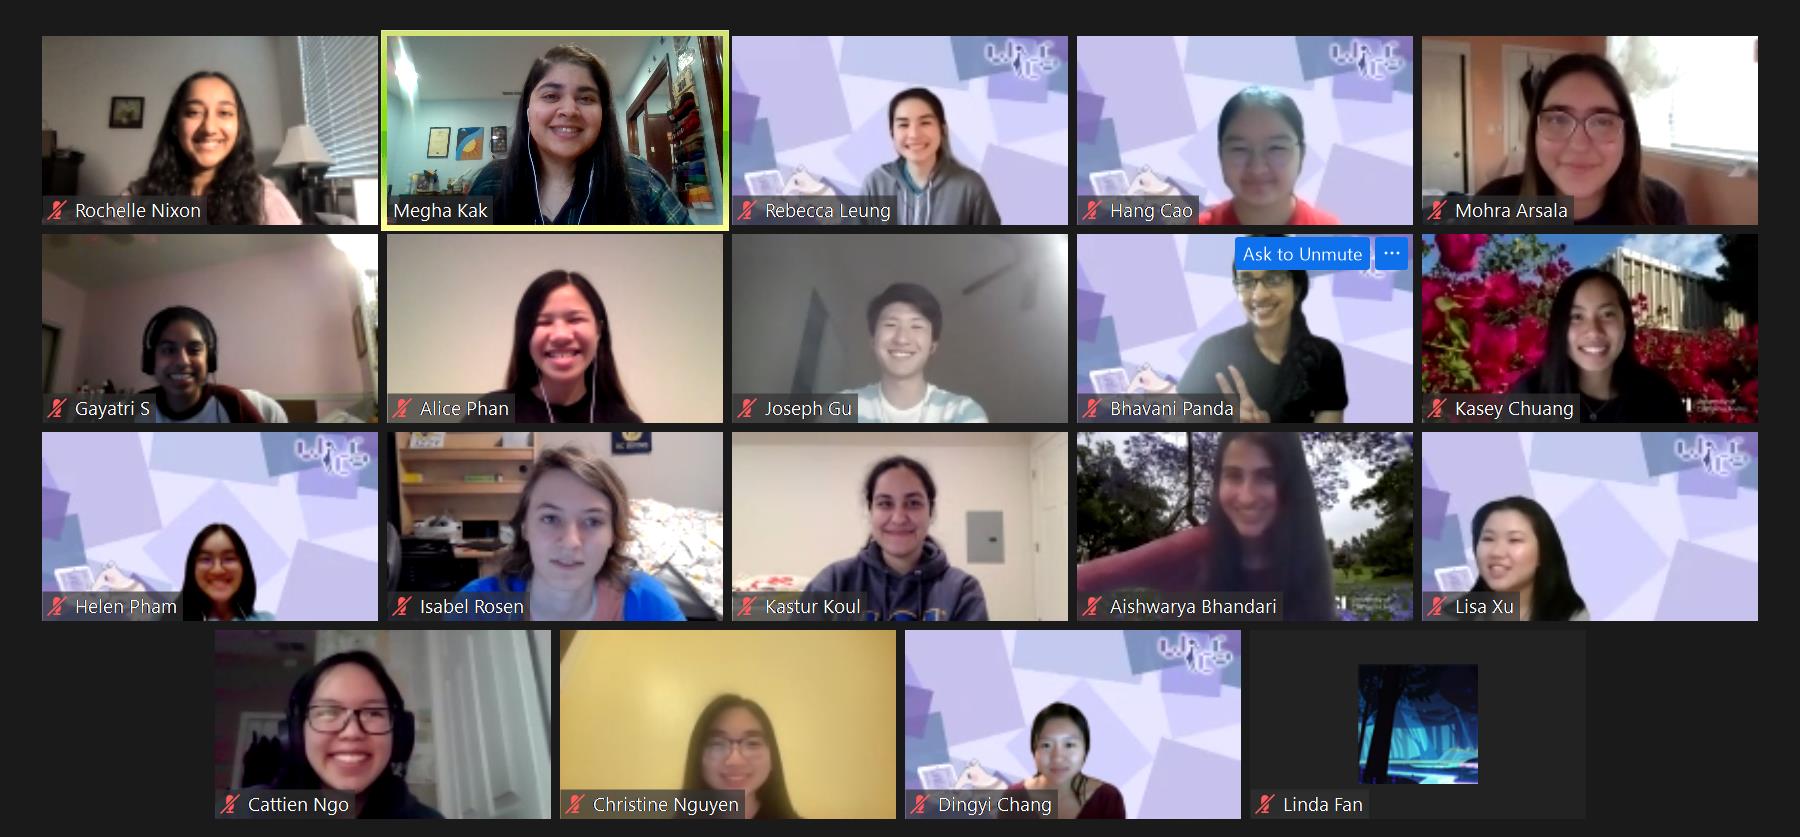 Rochelle Nixon
Megha Kak
Rebecca Leung
Hang Cao
Mohra Arsala
Gayatri S
Alice Phan
Joseph Gu
Ask to Unmute
Bhavani Panda
Kasey Chuang
Helen Pham
Isabel Rosen
Kastur Koul
Aishwarya Bhandari
Lisa Xu
Cattien Ngo
Christine Nguyen
Dingyi Chang
Linda Fan